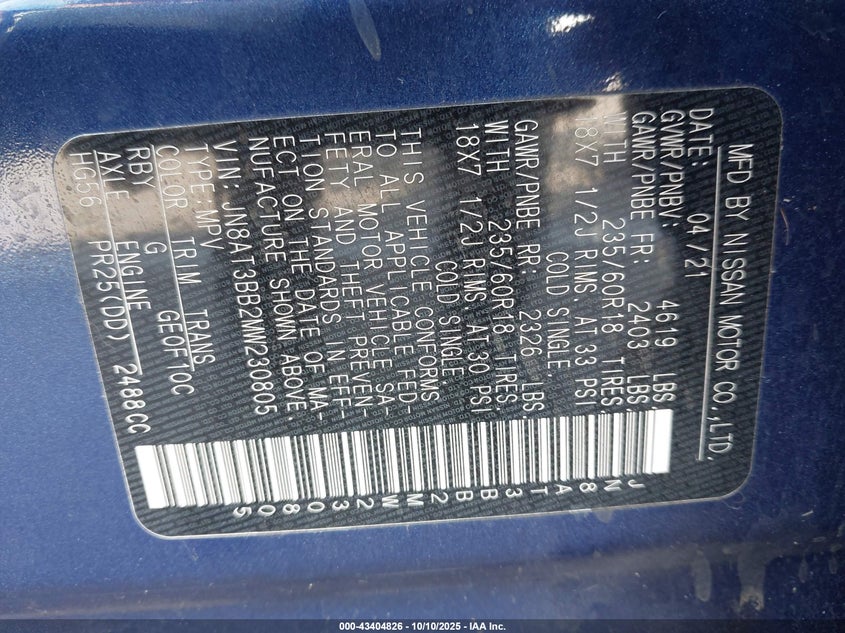 MFD BY NISSAN MOTOR CO.,LTD.
DATE: 04/21
GVWR/PNBV: 4619 LBS.
GAWR/PNBE FR: 2403 LBS.
WITH 235/60R18 TIRES,
18X7 1/2J RIMS, AT 33 PSI
COLD SINGLE.
GAWR/PNBE RR: 2326 LBS.
WITH 235/60R18 TIRES,
18X7 1/2J RIMS, AT 30 PSI
COLD SINGLE.
THIS VEHICLE CONFORMS
TO ALL APPLICABLE FED-
ERAL MOTOR VEHICLE SA-
FETY AND THEFT PREVEN-
TION STANDARDS IN EFF-
ECT ON THE DATE OF MA-
NUFACTURE SHOWN ABOVE.
VIN: JN8AT3BB2MW230805
TYPE: MPV
COLOR TRIM TRANS
RBY G GEOF10C
AXLE ENGINE
HG56 PR25(DD) 2488CC
JN8AT3BB2MW230805
000-43404826 - 10/10/2025 - IAA Inc.